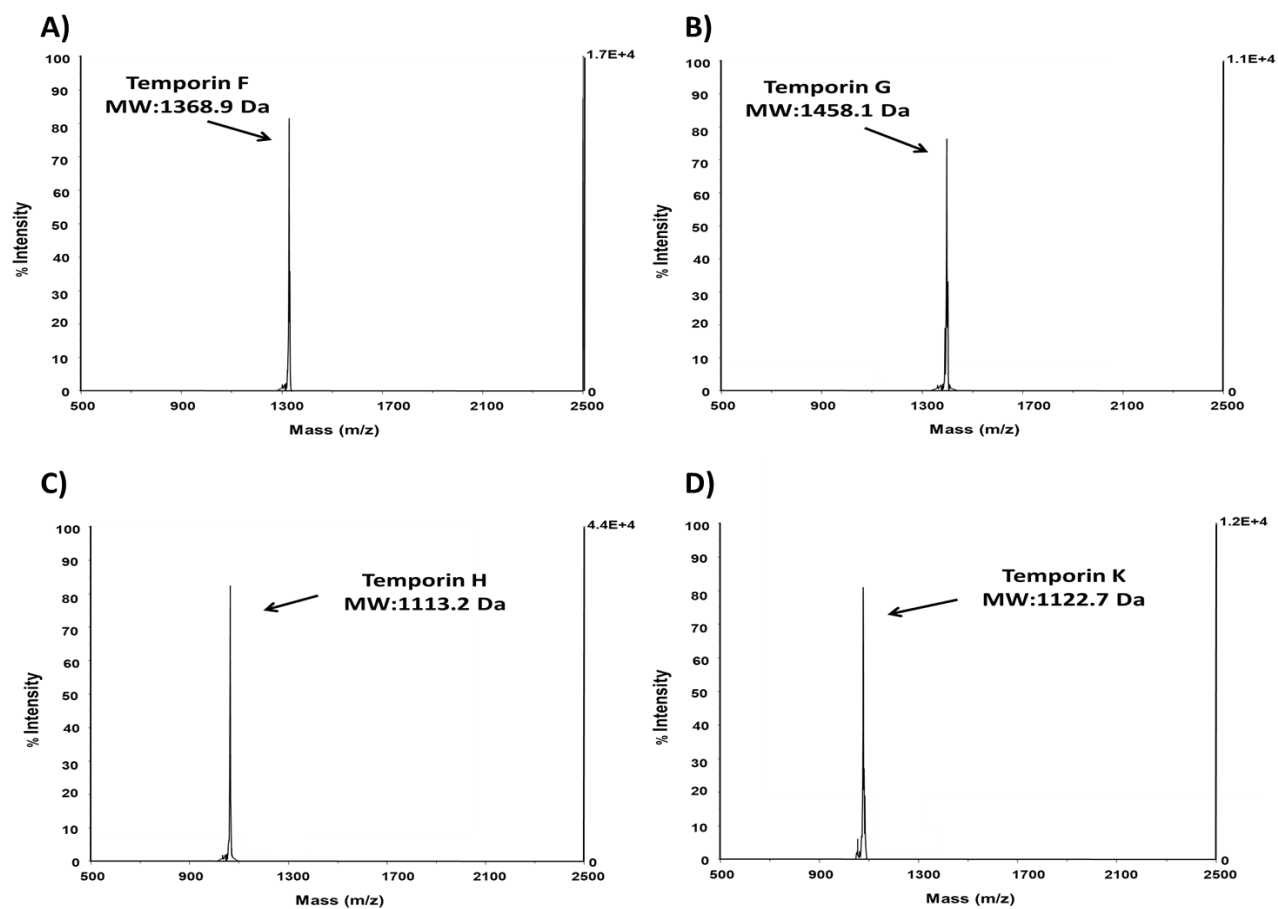 A)
1.7E+4
100
90
80
70
60
50
40
30
20
10
0
% Intensity
Temporin F
MW:1368.9 Da
0
500 900 1300 1700 2100 2500
Mass (m/z)
B)
1.1E+4
100
90
80
70
60
50
40
30
20
10
0
% Intensity
Temporin G
MW:1458.1 Da
0
500 900 1300 1700 2100 2500
Mass (m/z)
C)
4.4E+4
100
90
80
70
60
50
40
30
20
10
0
% Intensity
Temporin H
MW:1113.2 Da
0
500 900 1300 1700 2100 2500
Mass (m/z)
D)
1.2E+4
100
90
80
70
60
50
40
30
20
10
0
% Intensity
Temporin K
MW:1122.7 Da
0
500 900 1300 1700 2100 2500
Mass (m/z)